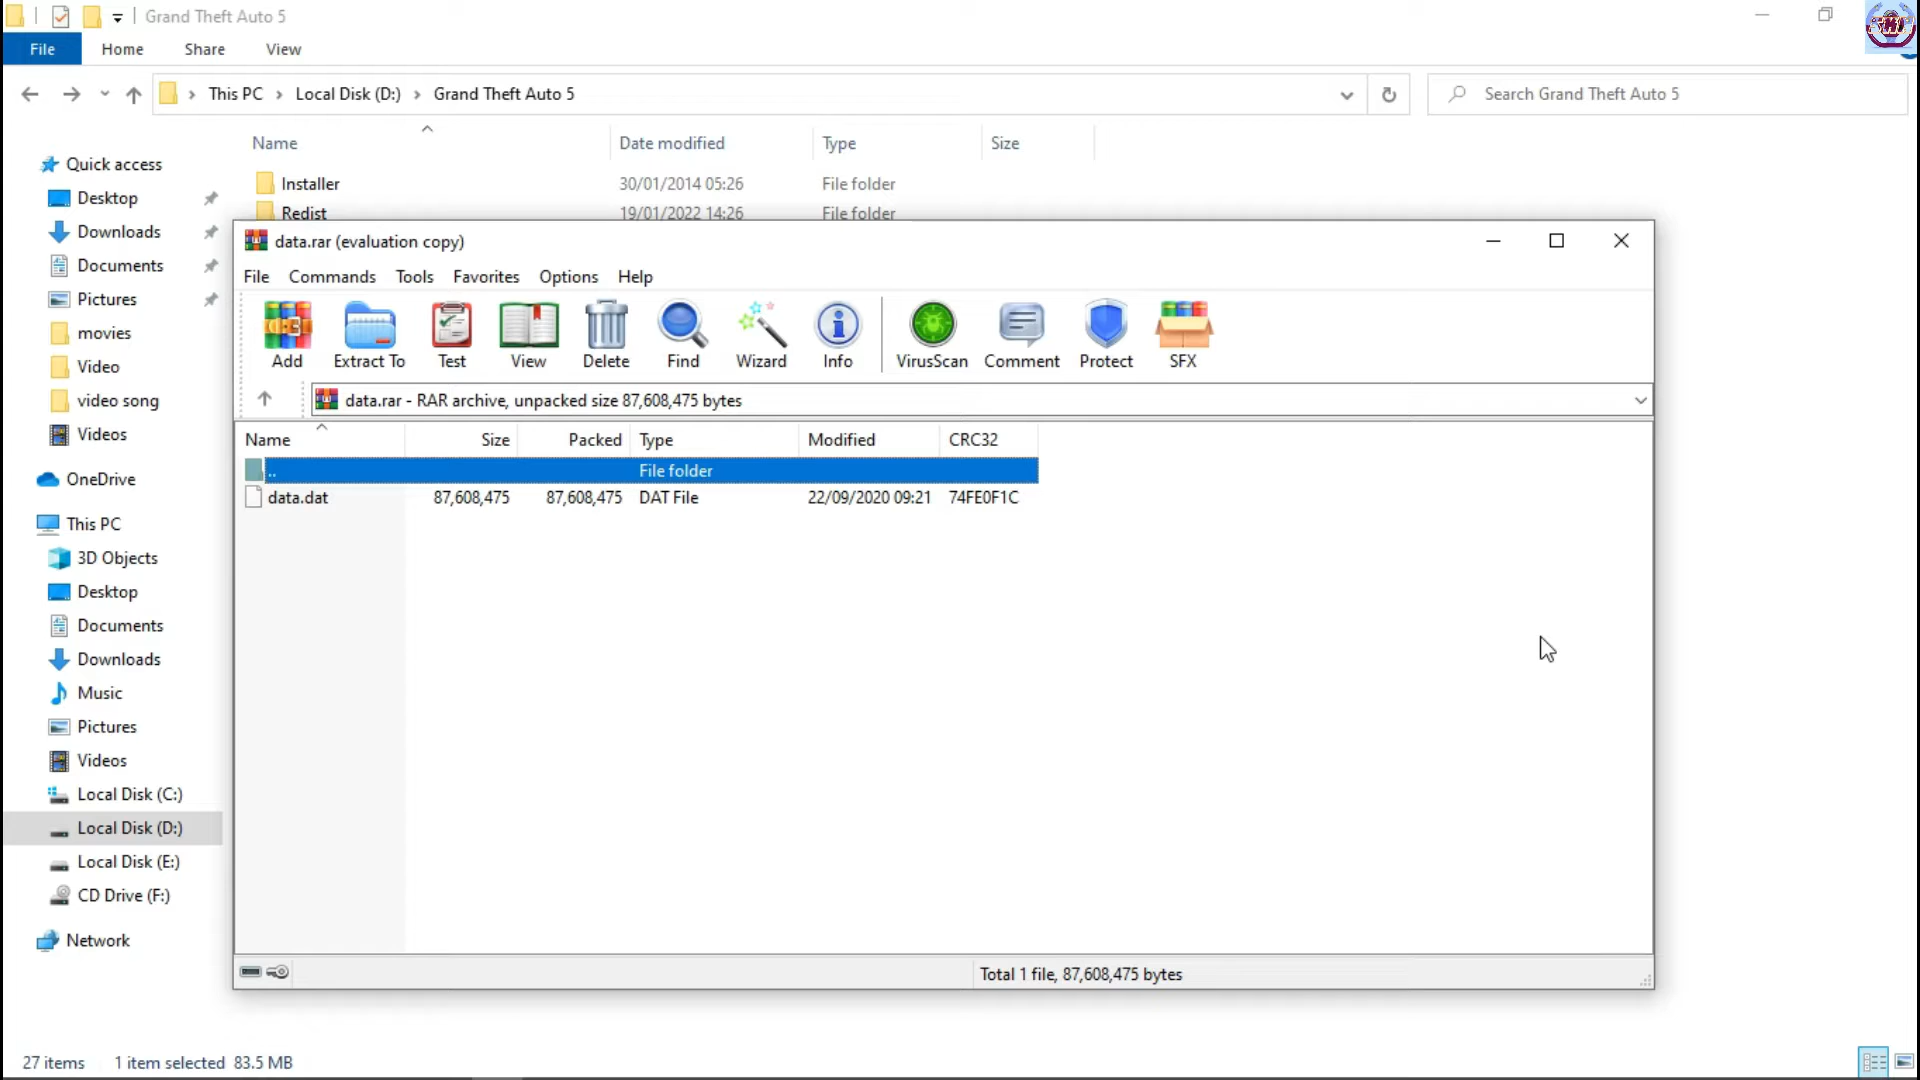 Grand Theft Auto 5
File Home Share View
This PC Local Disk (D:) Grand Theft Auto 5
Search Grand Theft Auto 5
Name Date modified Type Size
Installer 30/01/2014 05:26 File folder
Redist 19/01/2022 14:26 File folder
Quick access
Desktop
Downloads
Documents
Pictures
movies
Video
video song
Videos
OneDrive
This PC
3D Objects
Desktop
Documents
Downloads
Music
Pictures
Videos
Local Disk (C:)
Local Disk (D:)
Local Disk (E:)
CD Drive (F:)
Network
data.rar (evaluation copy)
File Commands Tools Favorites Options Help
Add Extract To Test View Delete Find Wizard Info VirusScan Comment Protect SFX
data.rar - RAR archive, unpacked size 87,608,475 bytes
Name Size Packed Type Modified CRC32
.. File folder
data.dat 87,608,475 87,608,475 DAT File 22/09/2020 09:21 74FE0F1C
Total 1 file, 87,608,475 bytes
27 items 1 item selected 83.5 MB